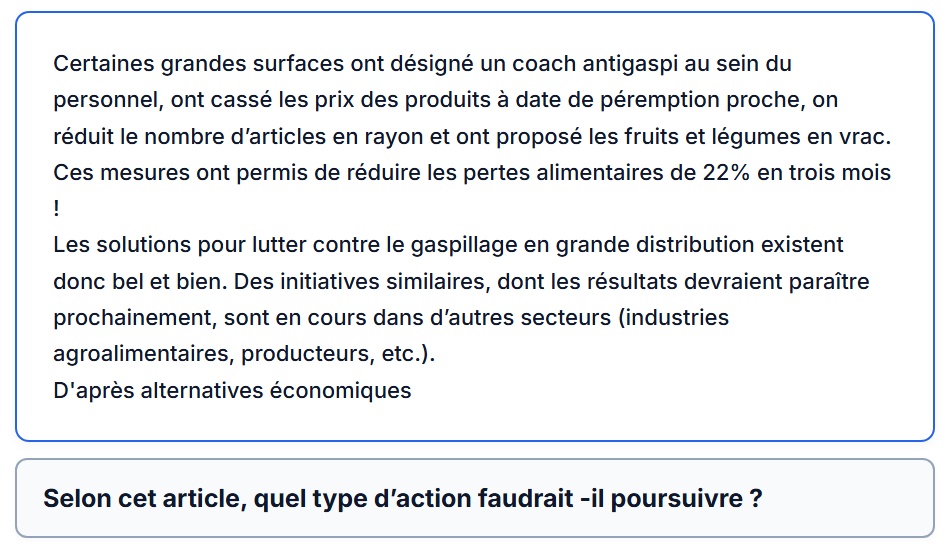 Certaines grandes surfaces ont désigné un coach antigaspi au sein du
personnel, ont cassé les prix des produits à date de péremption proche, on
réduit le nombre d’articles en rayon et ont proposé les fruits et légumes en vrac.
Ces mesures ont permis de réduire les pertes alimentaires de 22% en trois mois
!
Les solutions pour lutter contre le gaspillage en grande distribution existent
donc bel et bien. Des initiatives similaires, dont les résultats devraient paraître
prochainement, sont en cours dans d’autres secteurs (industries
agroalimentaires, producteurs, etc.).
D'après alternatives économiques
Selon cet article, quel type d’action faudrait -il poursuivre ?